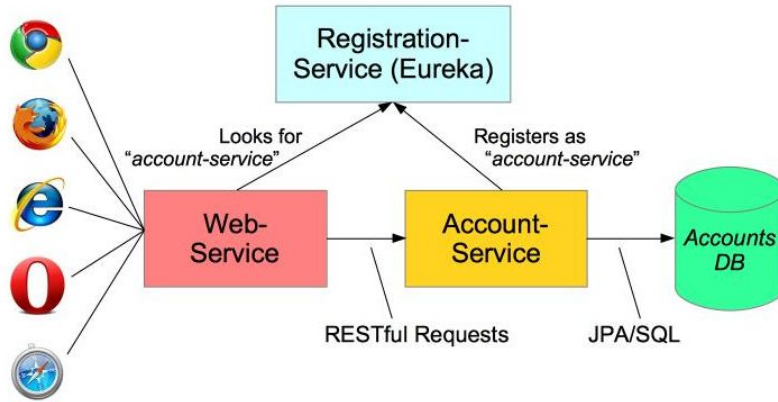 Registration-
Service (Eureka)
Looks for
“account-service”
Registers as
“account-service”
Web-
Service
Account-
Service
Accounts
DB
RESTful Requests
JPA/SQL